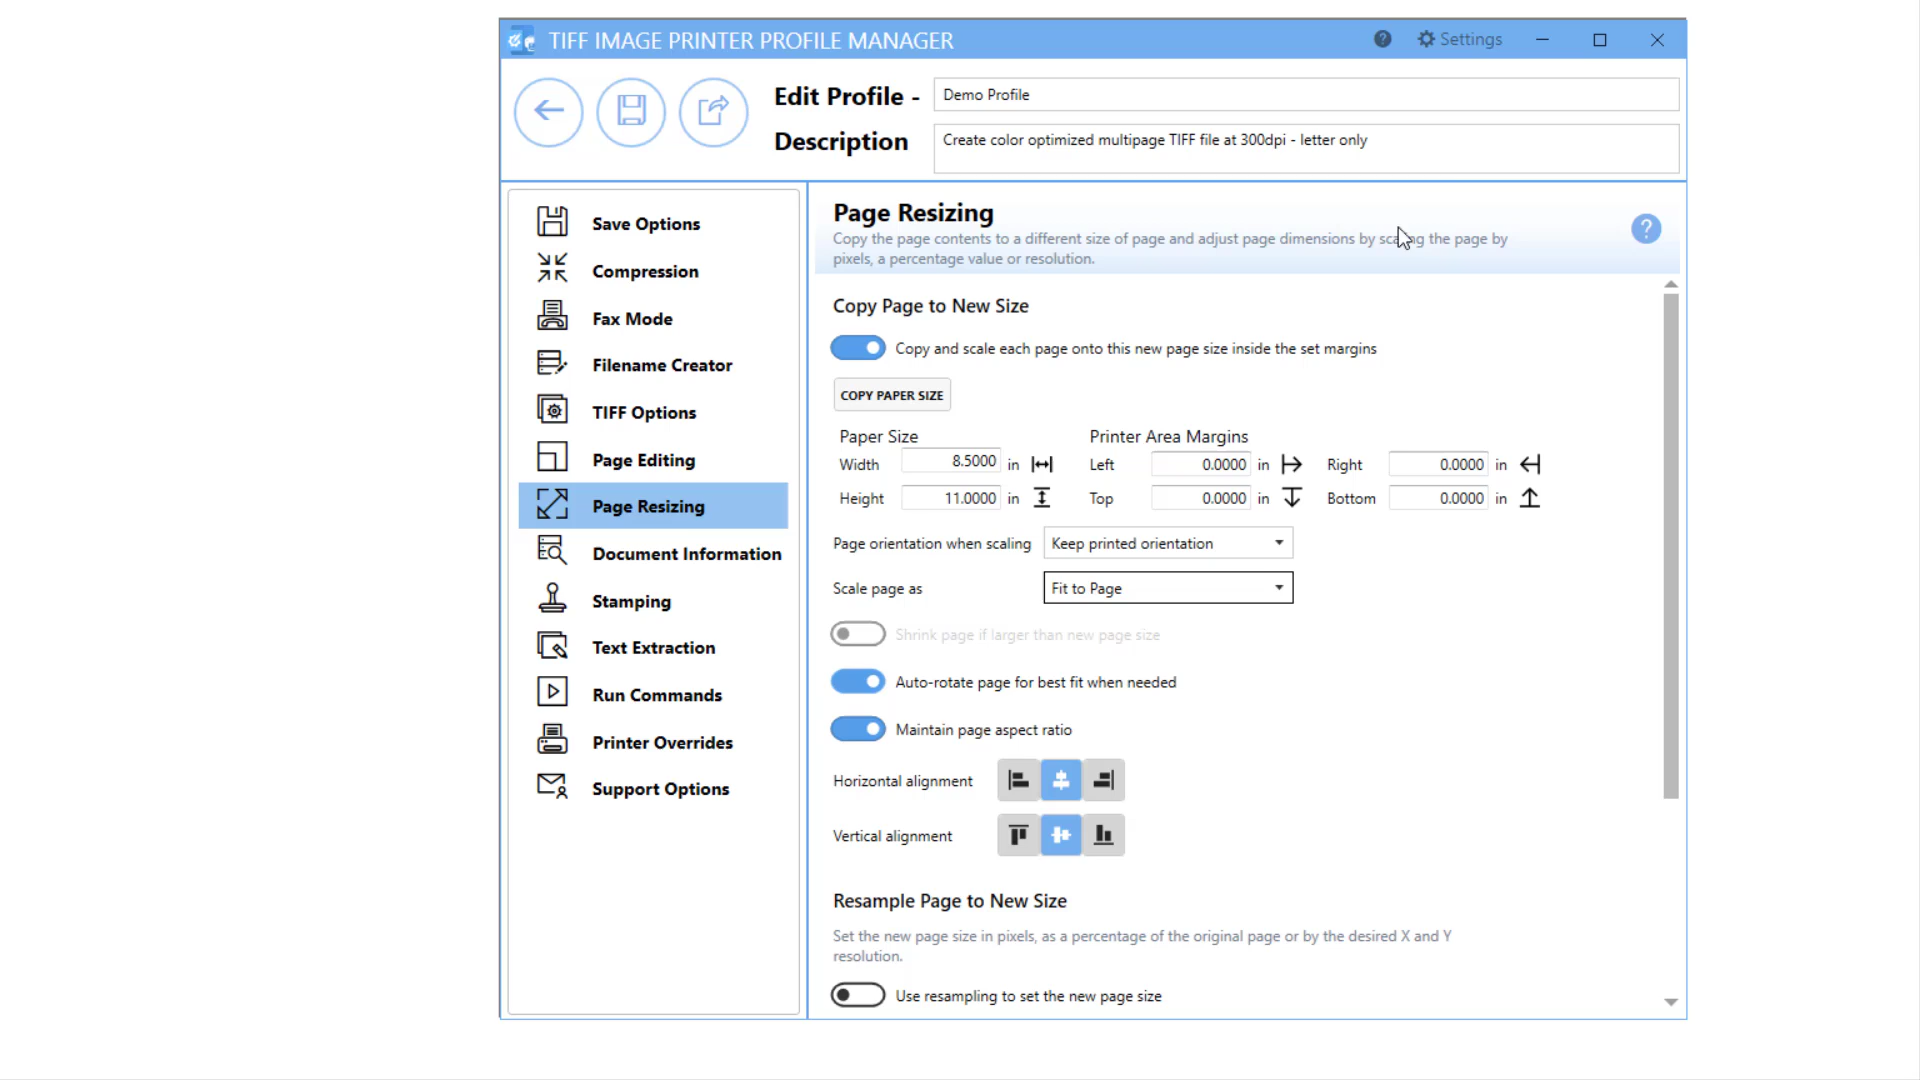 TIFF IMAGE PRINTER PROFILE MANAGER
? Settings
Edit Profile - Demo Profile
Description Create color optimized multipage TIFF file at 300dpi - letter only
Save Options
Compression
Fax Mode
Filename Creator
TIFF Options
Page Editing
Page Resizing
Document Information
Stamping
Text Extraction
Run Commands
Printer Overrides
Support Options
Page Resizing
Copy the page contents to a different size of page and adjust page dimensions by scaling the page by
pixels, a percentage value or resolution.
?
Copy Page to New Size
Copy and scale each page onto this new page size inside the set margins
COPY PAPER SIZE
Paper Size Printer Area Margins
Width 8.5000 in Left 0.0000 in Right 0.0000 in
Height 11.0000 in Top 0.0000 in Bottom 0.0000 in
Page orientation when scaling Keep printed orientation
Scale page as Fit to Page
Shrink page if larger than new page size
Auto-rotate page for best fit when needed
Maintain page aspect ratio
Horizontal alignment
Vertical alignment
Resample Page to New Size
Set the new page size in pixels, as a percentage of the original page or by the desired X and Y
resolution.
Use resampling to set the new page size